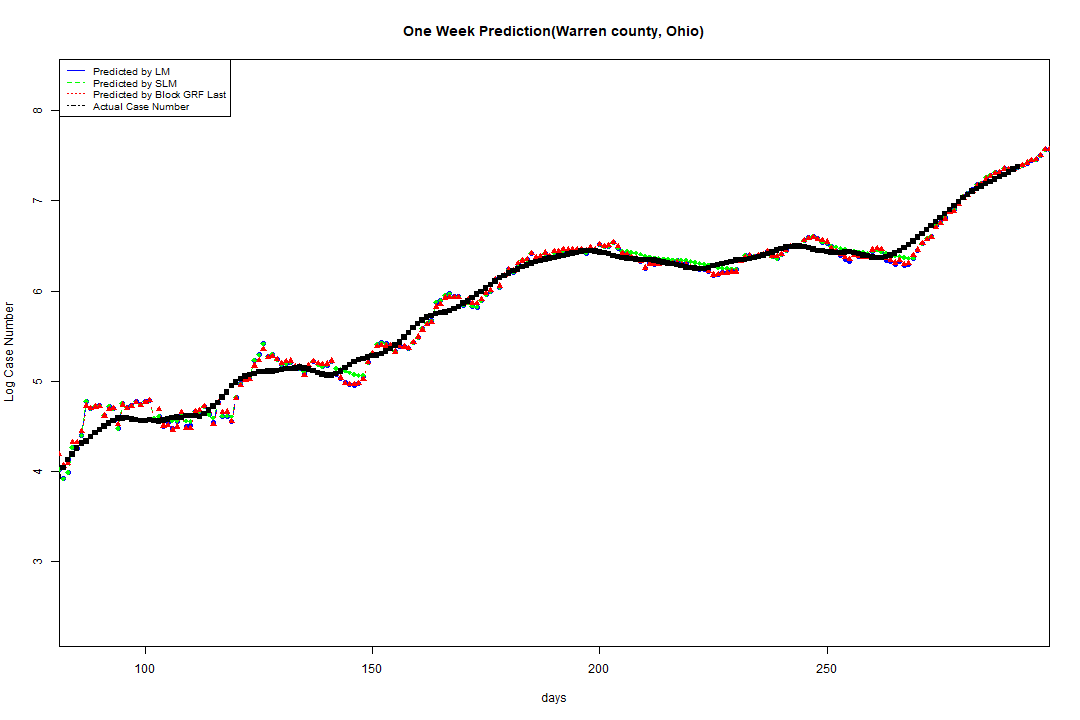 One Week Prediction(Warren county, Ohio)
Predicted by LM
Predicted by SLM
Predicted by Block GRF Last
Actual Case Number
8
7
6
5
4
3
Log Case Number
100 150 200 250
days